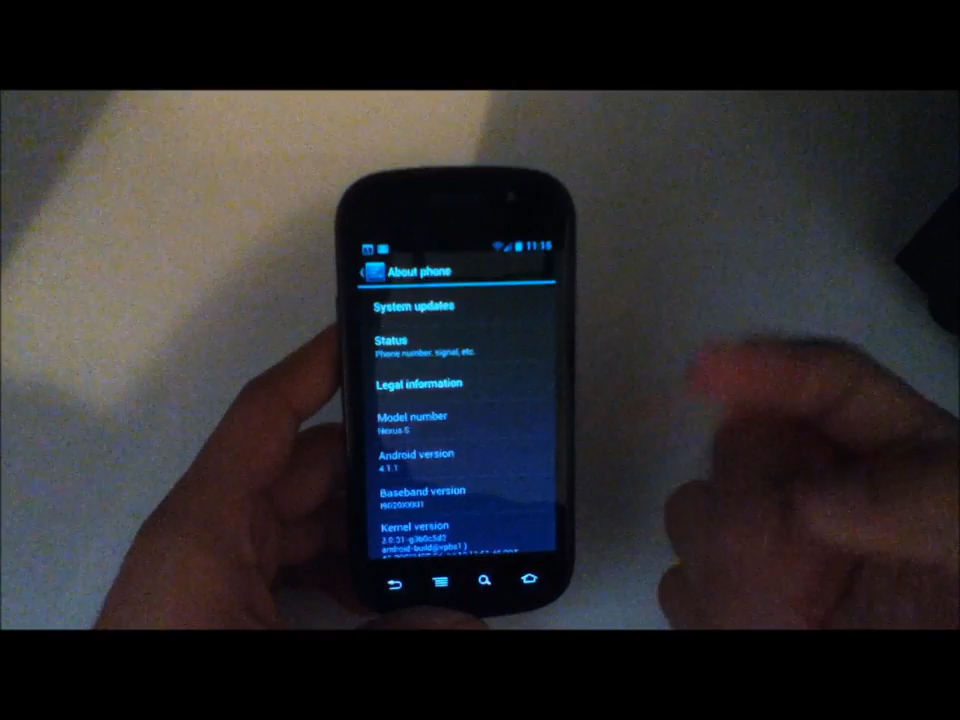 11:15
About phone
System updates
Status
Phone number, signal, etc.
Legal information
Model number
Nexus S
Android version
4.1.1
Baseband version
Kernel version